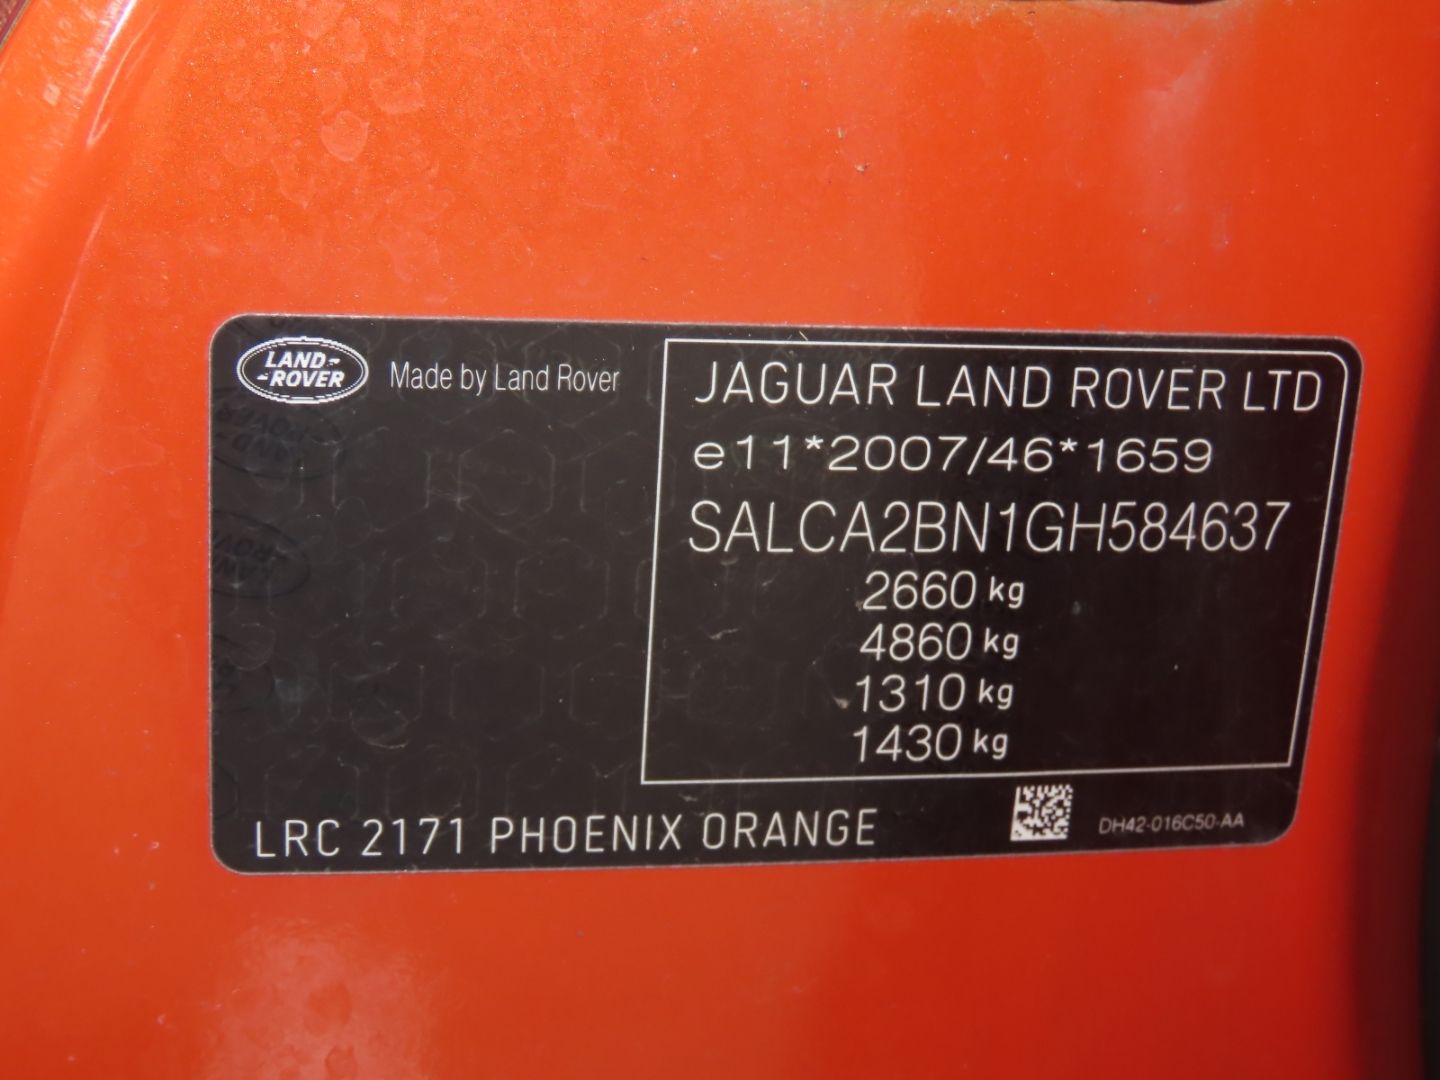 LAND-
-ROVER
Made by Land Rover
JAGUAR LAND ROVER LTD
e11*2007/46*1659
SALCA2BN1GH584637
2660 kg
4860 kg
1310 kg
1430 kg
LRC 2171 PHOENIX ORANGE
DH42-016C50-AA